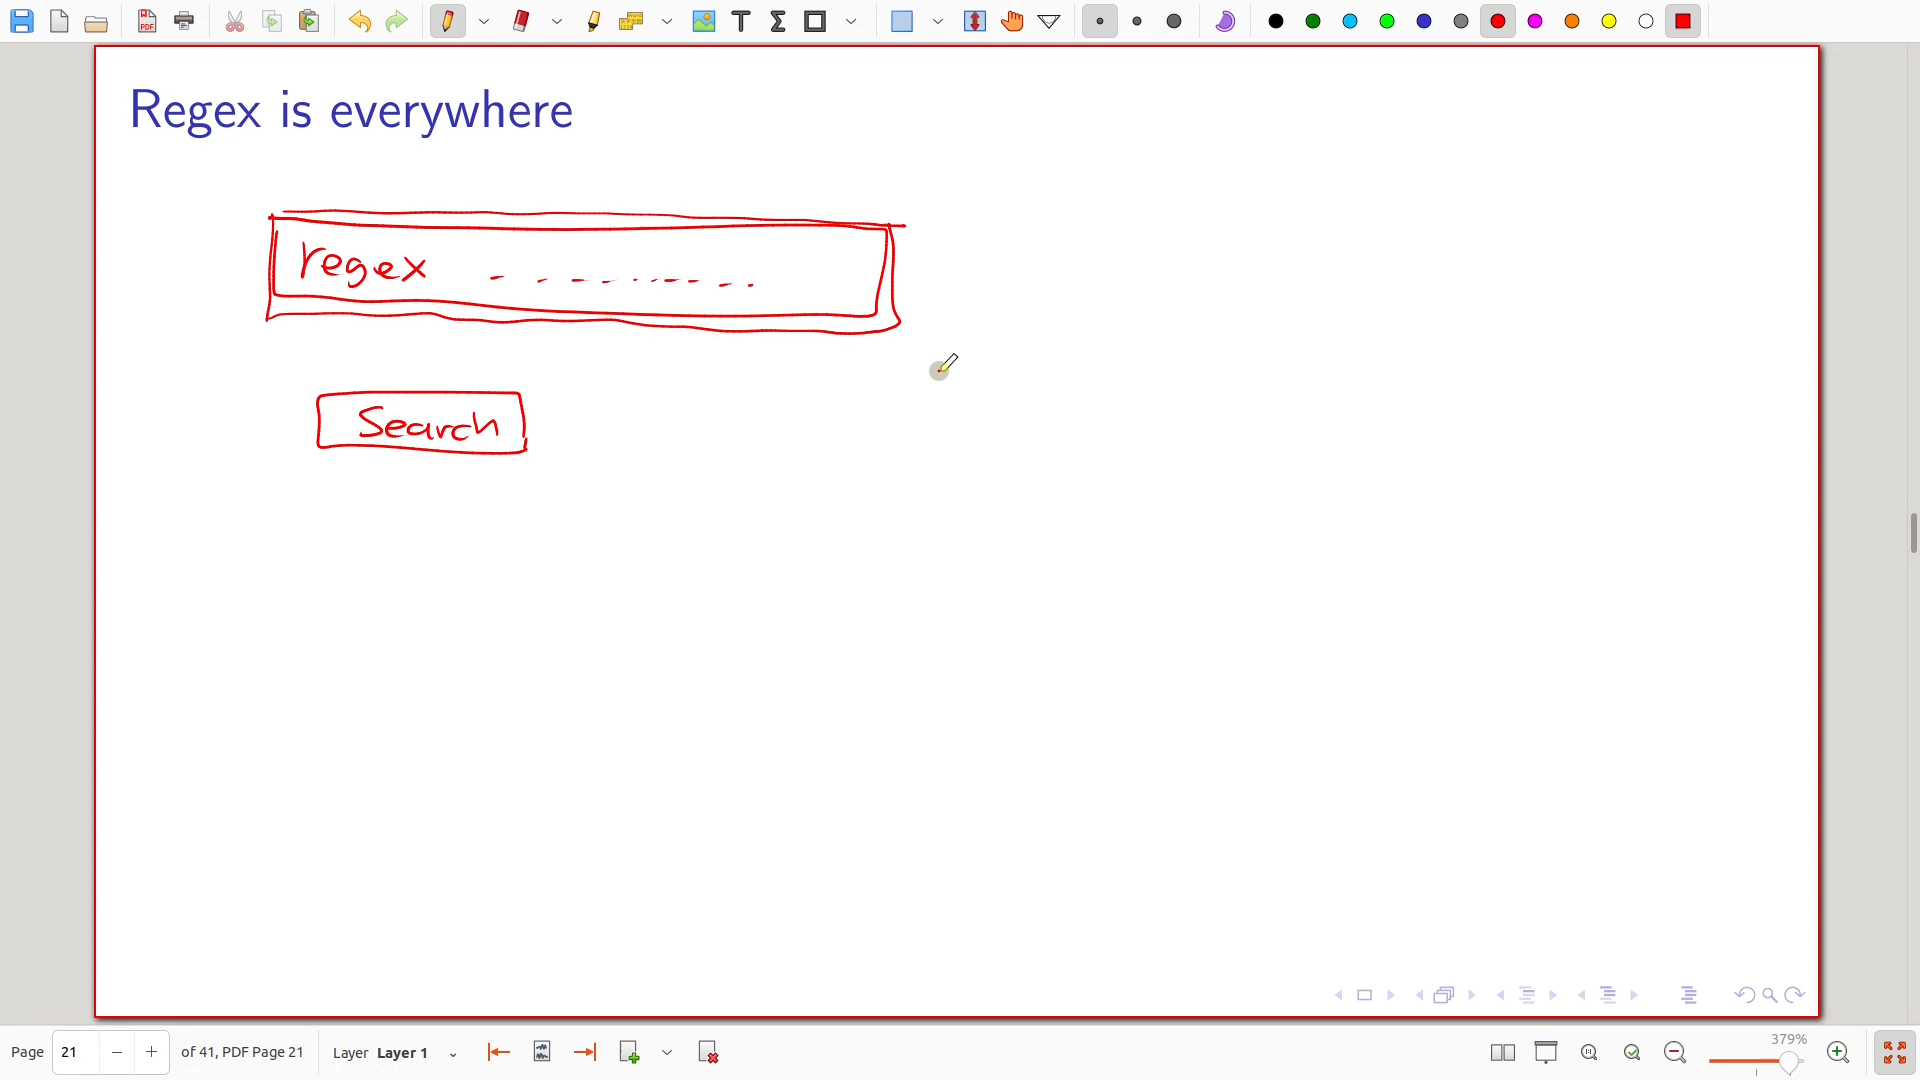 Regex is everywhere
regex
Search
379%
Page 21 of 41, PDF Page 21 Layer Layer 1